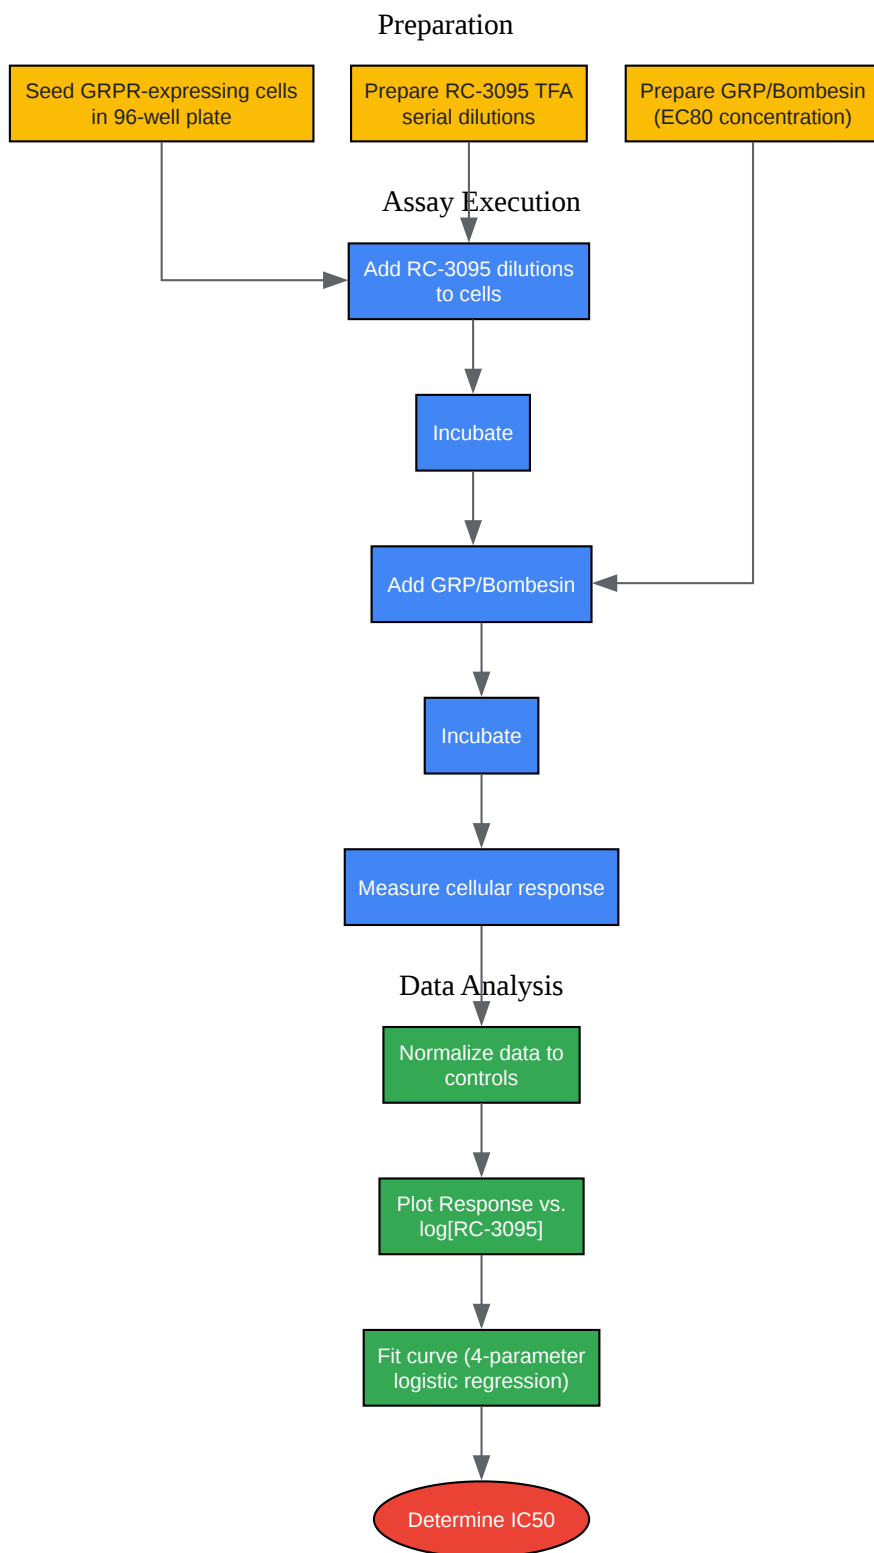 Preparation
Seed GRPR-expressing cells
in 96-well plate
Prepare RC-3095 TFA
serial dilutions
Prepare GRP/Bombesin
(EC80 concentration)
Assay Execution
Add RC-3095 dilutions
to cells
Incubate
Add GRP/Bombesin
Incubate
Measure cellular response
Data Analysis
Normalize data to
controls
Plot Response vs.
log[RC-3095]
Fit curve (4-parameter
logistic regression)
Determine IC50